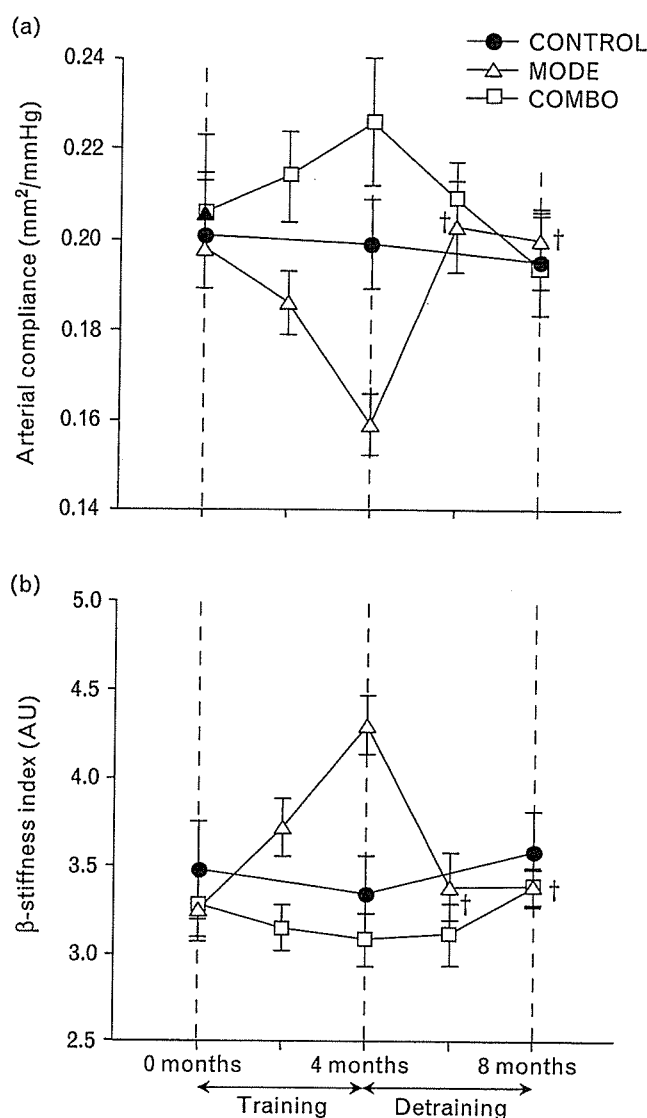 (a)
CONTROL
MODE
COMBO
Arterial compliance (mm²/mmHg)
0.24
0.22
0.20
0.18
0.16
0.14
†
†
(b)
β-stiffness index (AU)
5.0
4.5
4.0
3.5
3.0
2.5
†
†
0 months 4 months 8 months
Training Detraining